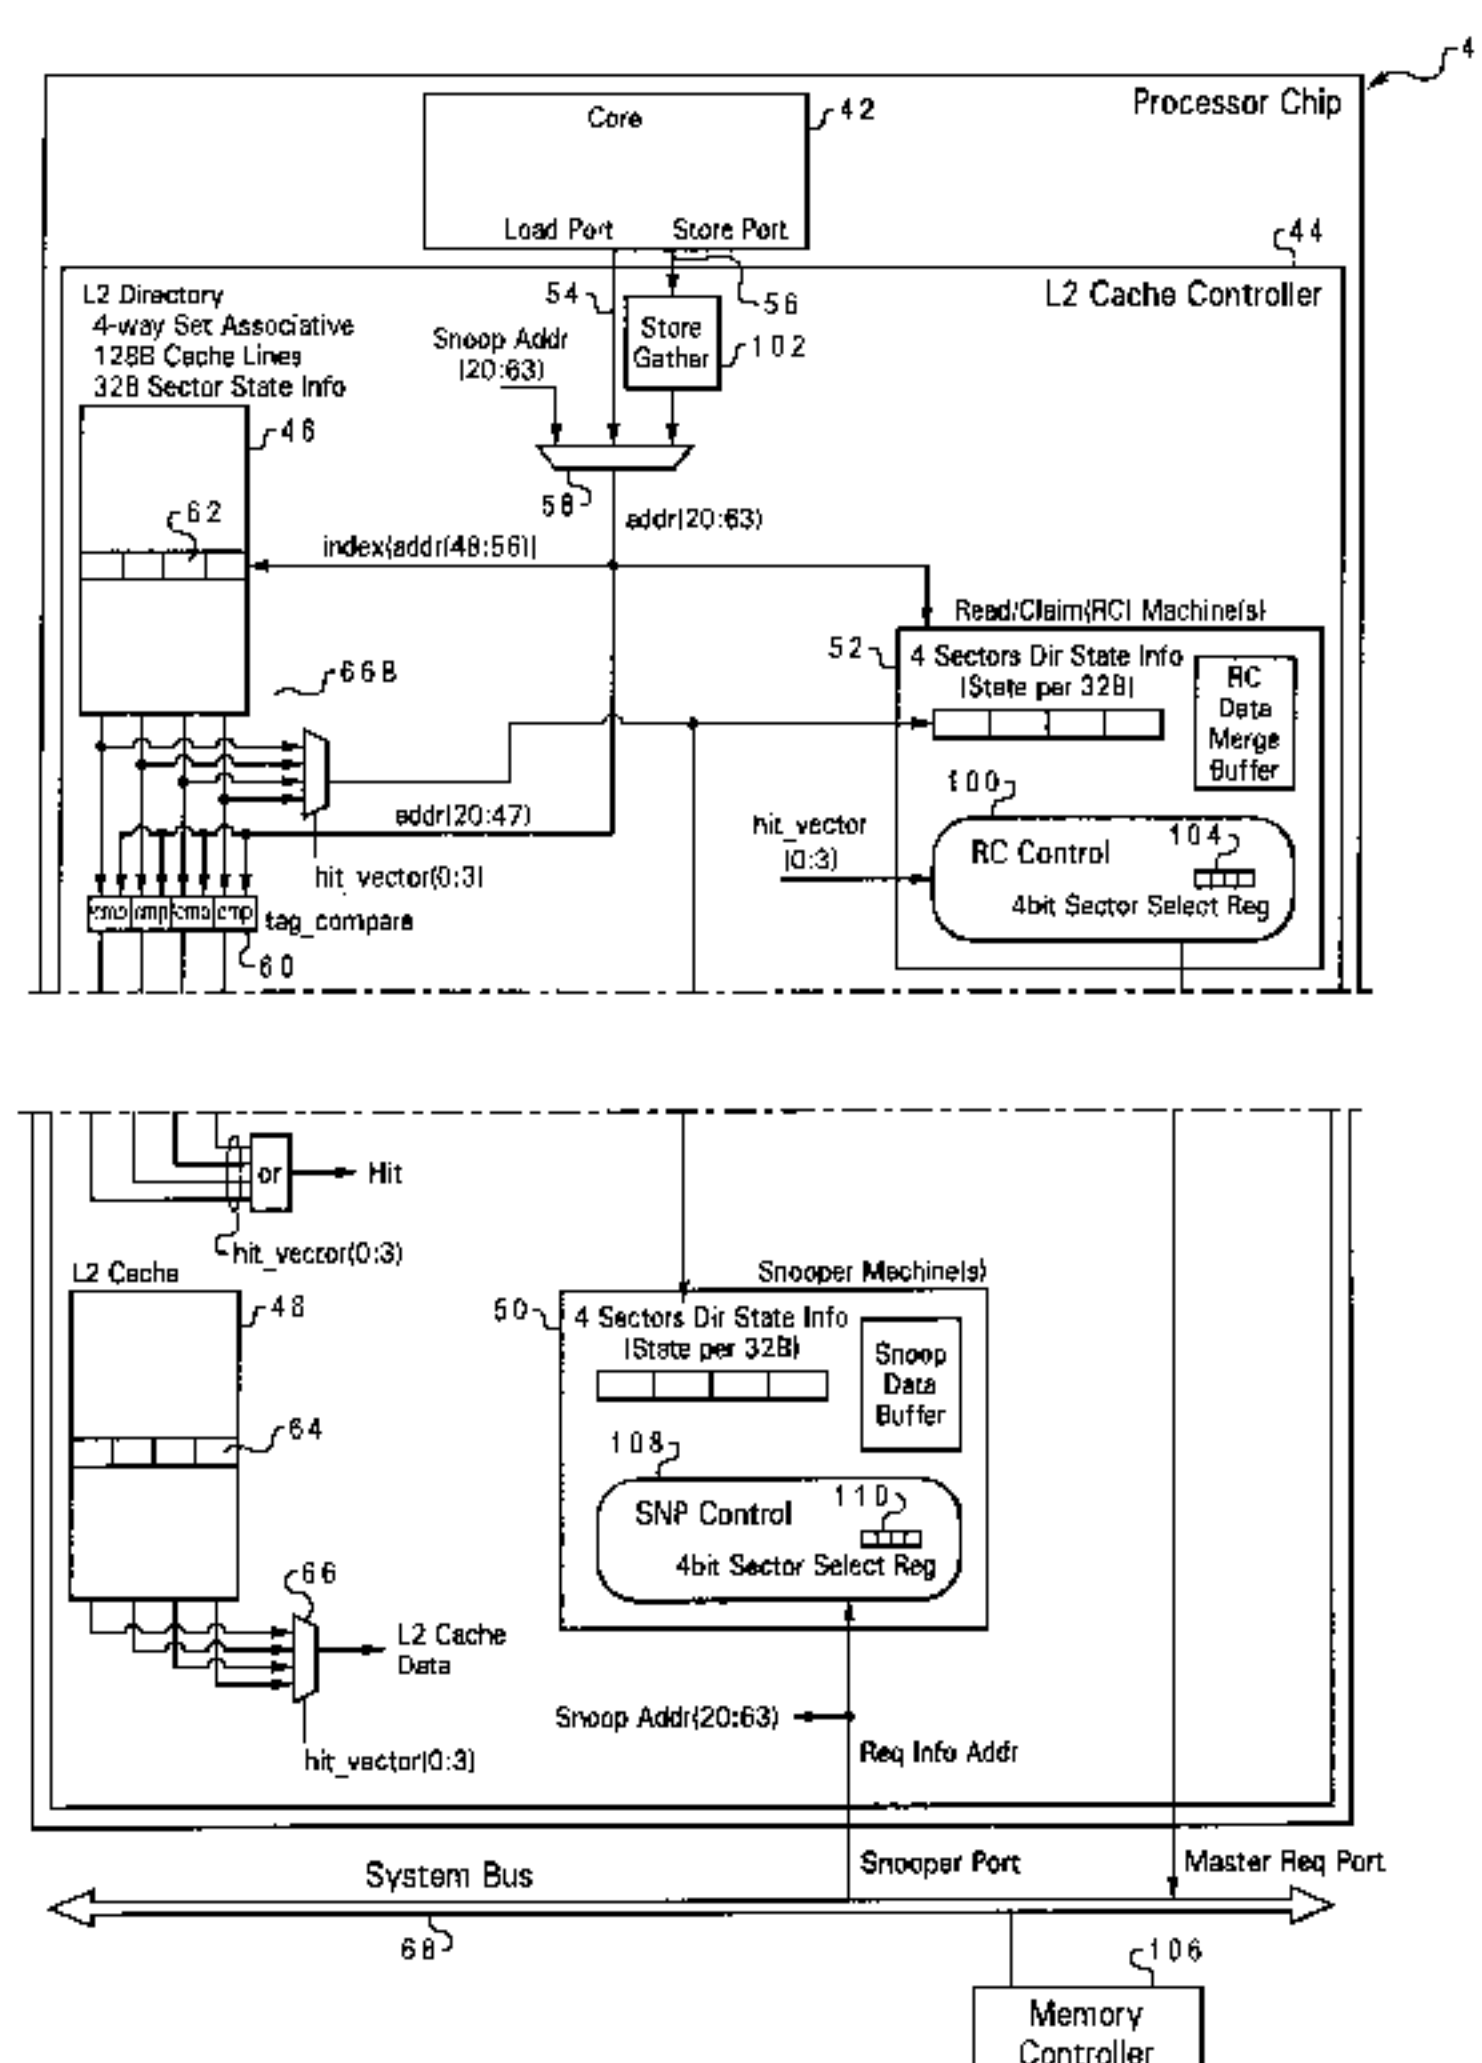 4
Processor Chip
Core
42
Load Port
Store Port
44
L2 Cache Controller
L2 Directory
4-way Set Associative
128B Cache Lines
32B Sector State Info
54
56
Snoop Addr
(20:63)
Store
Gather
102
46
58
addr(20:63)
62
index(addr(48:56))
Read/Claim(RC) Machine(s)
52
4 Sectors Dir State Info
(State per 32B)
RC
Data
Merge
Buffer
66B
100
addr(20:47)
hit_vector
(0:3)
RC Control
104
4bit Sector Select Reg
hit_vector(0:3)
cmp cmp cmp cmp
tag_compare
60
or
Hit
hit_vector(0:3)
L2 Cache
48
Snooper Machine(s)
50
4 Sectors Dir State Info
(State per 32B)
Snoop
Data
Buffer
64
108
SNP Control
110
4bit Sector Select Reg
66
L2 Cache
Data
Snoop Addr(20:63)
hit_vector(0:3)
Req Info Addr
System Bus
Snooper Port
Master Req Port
68
106
Memory
Controller